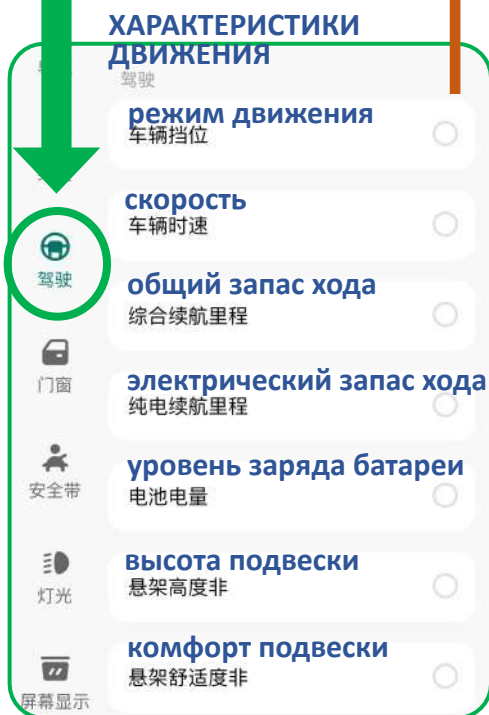 ХАРАКТЕРИСТИКИ
ДВИЖЕНИЯ
驾驶
режим движения
车辆挡位
скорость
车辆时速
驾驶
общий запас хода
综合续航里程
门窗
электрический запас хода
纯电续航里程
安全带
уровень заряда батареи
电池电量
灯光
высота подвески
悬架高度非
屏幕显示
комфорт подвески
悬架舒适度非